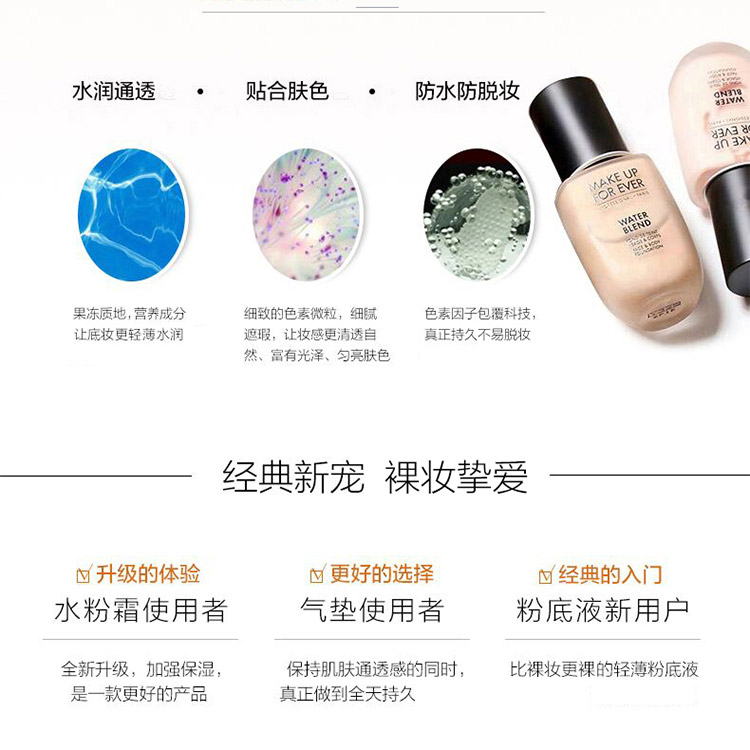 水润通透 • 贴合肤色 • 防水防脱妆
果冻质地,营养成分
让底妆更轻薄水润
细致的色素微粒，细腻
遮瑕，让妆感更清透自
然、富有光泽、匀亮肤色
色素因子包覆科技，
真正持久不易脱妆
MAKE UP
FOR EVER
WATER
BLEND
FACE & BODY
FOUNDATION
WATER
BLEND
MAKE UP
FOR EVER
经典新宠 裸妆挚爱
升级的体验
水粉霜使用者
全新升级，加强保湿，
是一款更好的产品
更好的选择
气垫使用者
保持肌肤通透感的同时，
真正做到全天持久
经典的入门
粉底液新用户
比裸妆更裸的轻薄粉底液